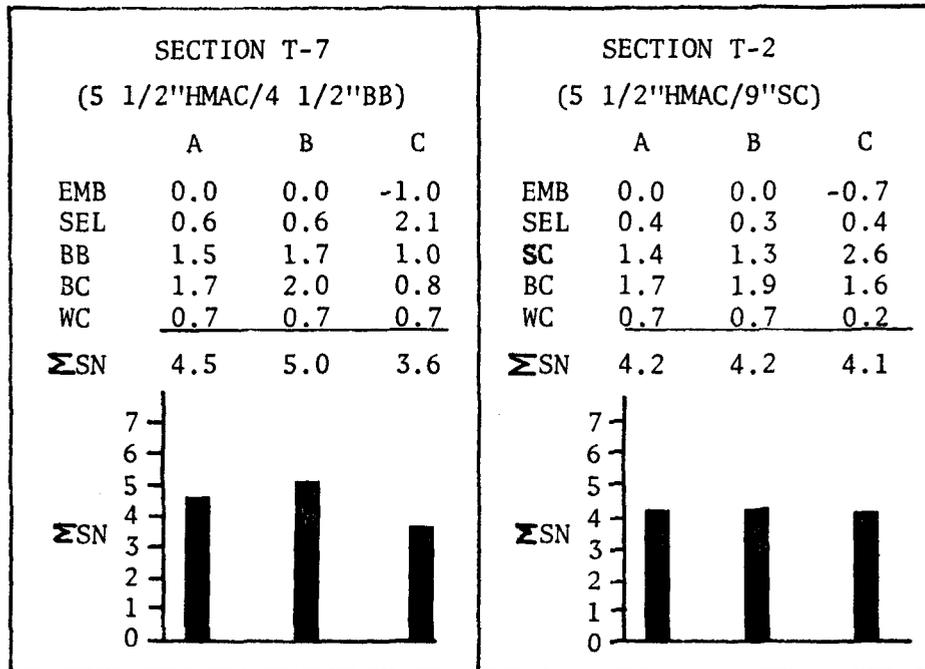 SECTION T-7
(5 1/2"HMAC/4 1/2"BB)
A B C
EMB 0.0 0.0 -1.0
SEL 0.6 0.6 2.1
BB 1.5 1.7 1.0
BC 1.7 2.0 0.8
WC 0.7 0.7 0.7
ΣSN 4.5 5.0 3.6
7
6
5
4
3
2
1
0
ΣSN
SECTION T-2
(5 1/2"HMAC/9"SC)
A B C
EMB 0.0 0.0 -0.7
SEL 0.4 0.3 0.4
SC 1.4 1.3 2.6
BC 1.7 1.9 1.6
WC 0.7 0.7 0.2
ΣSN 4.2 4.2 4.1
7
6
5
4
3
2
1
0
ΣSN